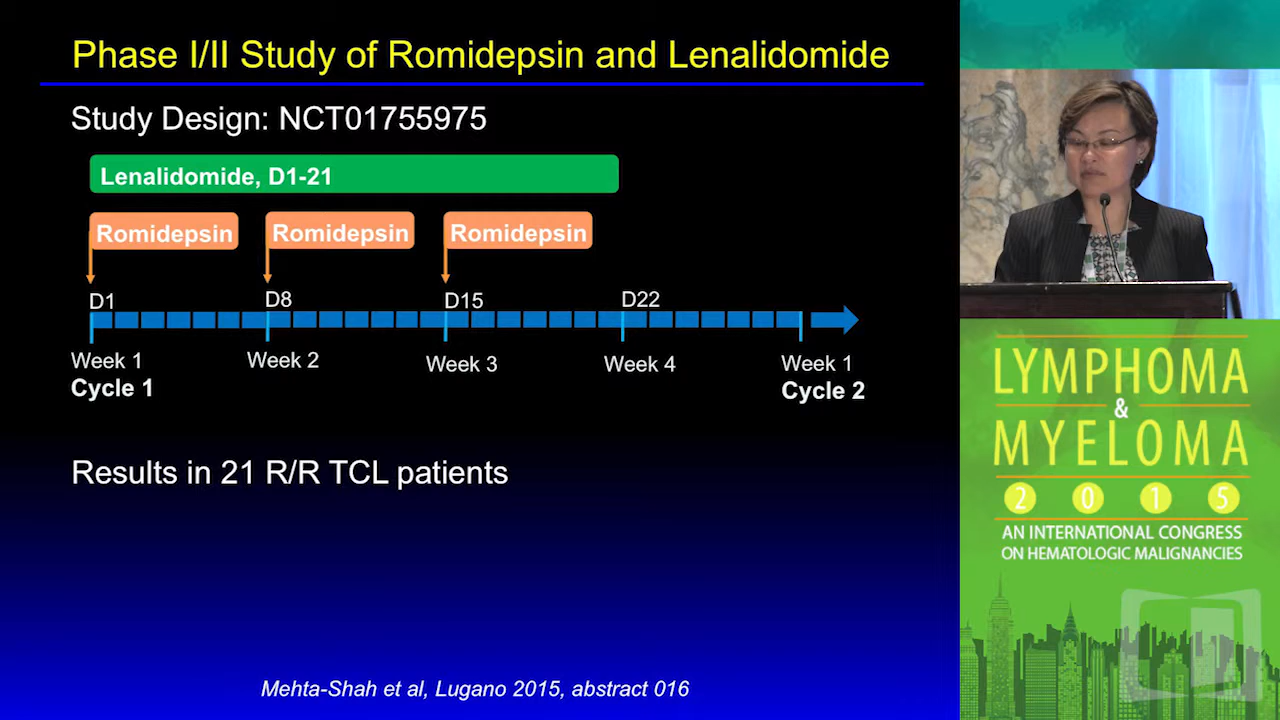 Phase I/II Study of Romidepsin and Lenalidomide
Study Design: NCT01755975
Lenalidomide, D1-21
Romidepsin Romidepsin Romidepsin
D1 D8 D15 D22
Week 1 Week 2 Week 3 Week 4 Week 1
Cycle 1 Cycle 2
Results in 21 R/R TCL patients
Mehta-Shah et al, Lugano 2015, abstract 016
LYMPHOMA
&
MYELOMA
2 0 1 5
AN INTERNATIONAL CONGRESS
ON HEMATOLOGIC MALIGNANCIES